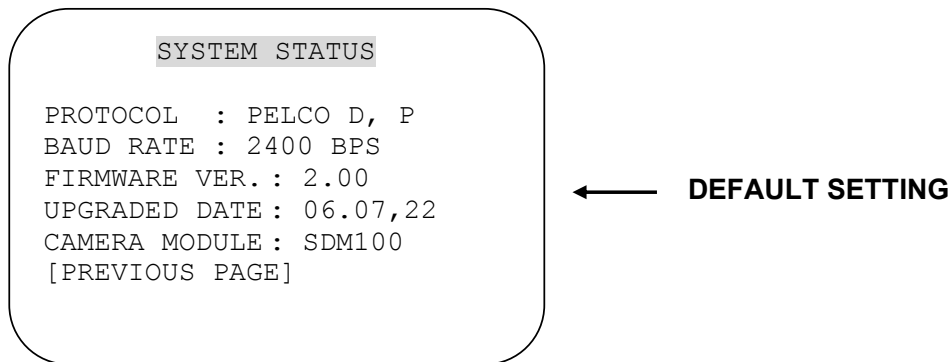 SYSTEM STATUS
PROTOCOL : PELCO D, P
BAUD RATE : 2400 BPS
FIRMWARE VER. : 2.00
UPGRADED DATE : 06.07,22
CAMERA MODULE : SDM100
[PREVIOUS PAGE]
DEFAULT SETTING